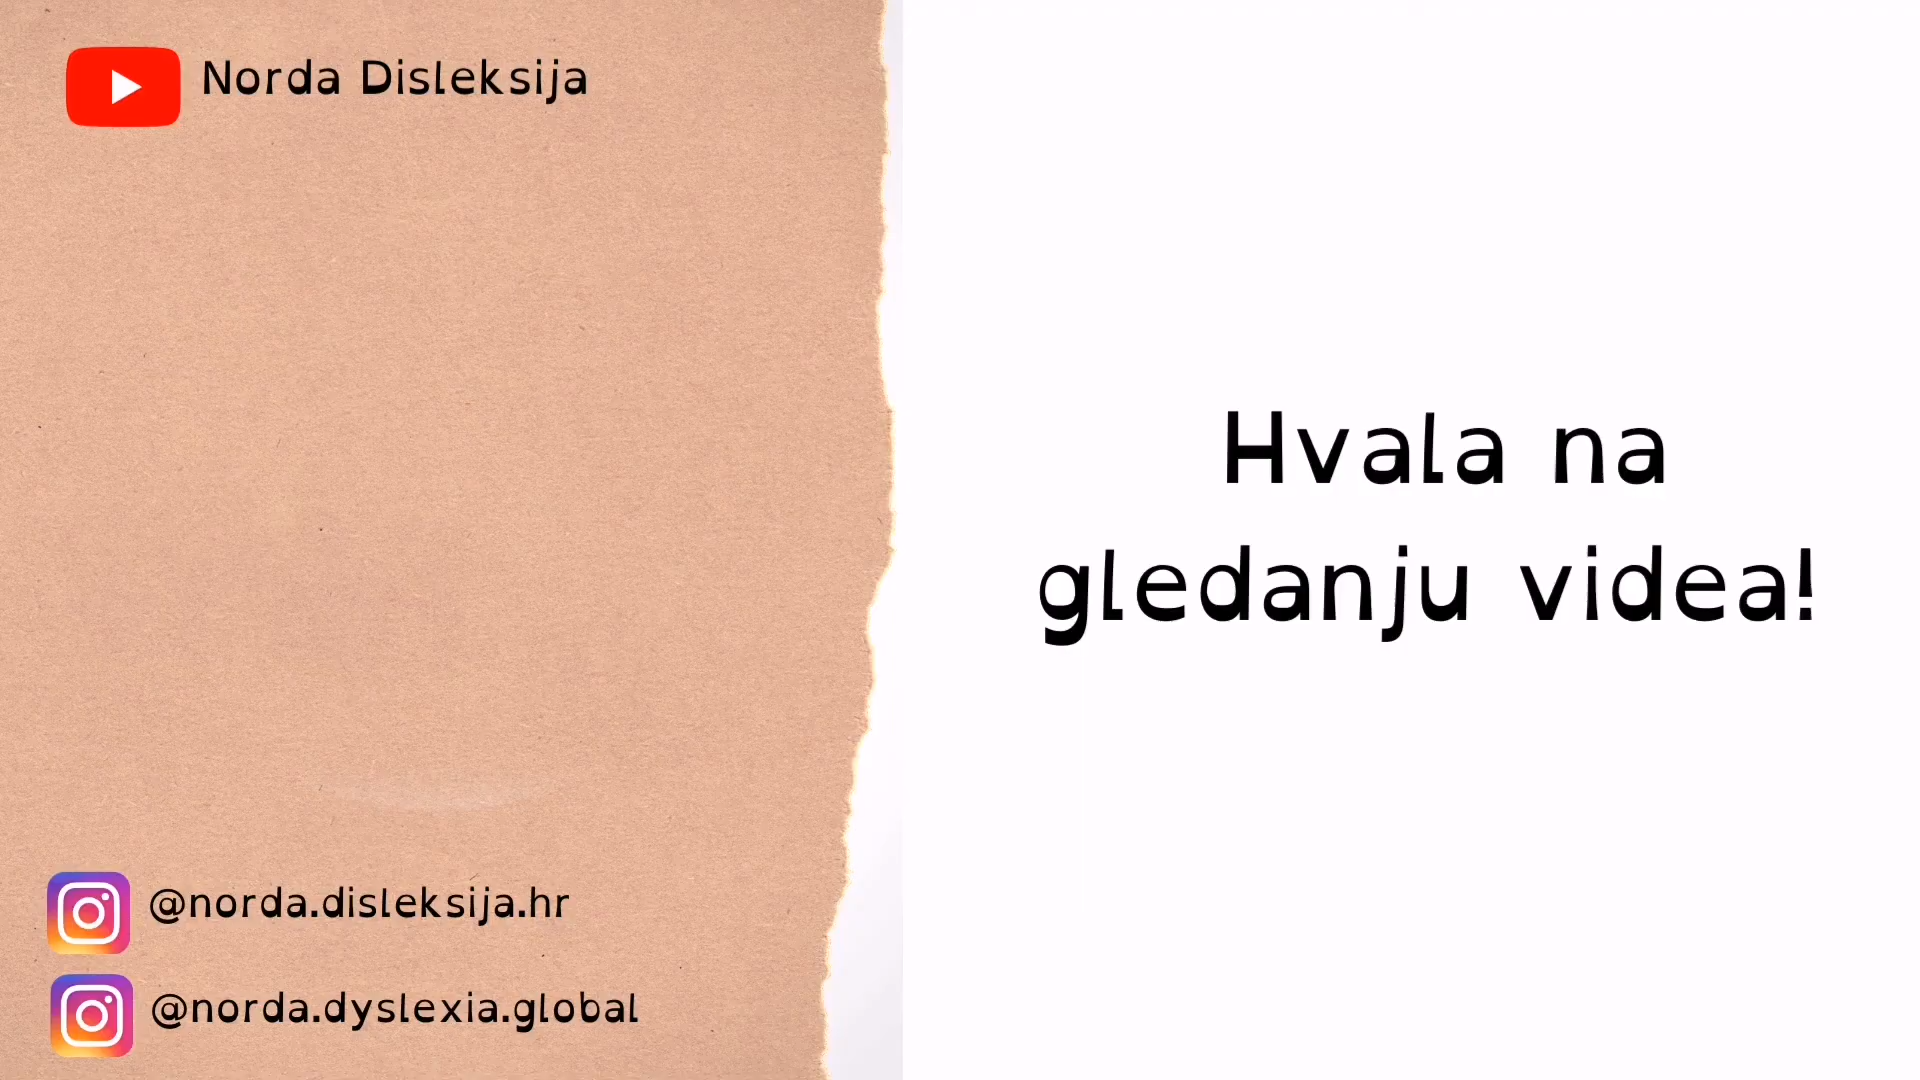 Norda Disleksija
Hvala na
gledanju videa!
@norda.disleksija.hr
@norda.dyslexia.global